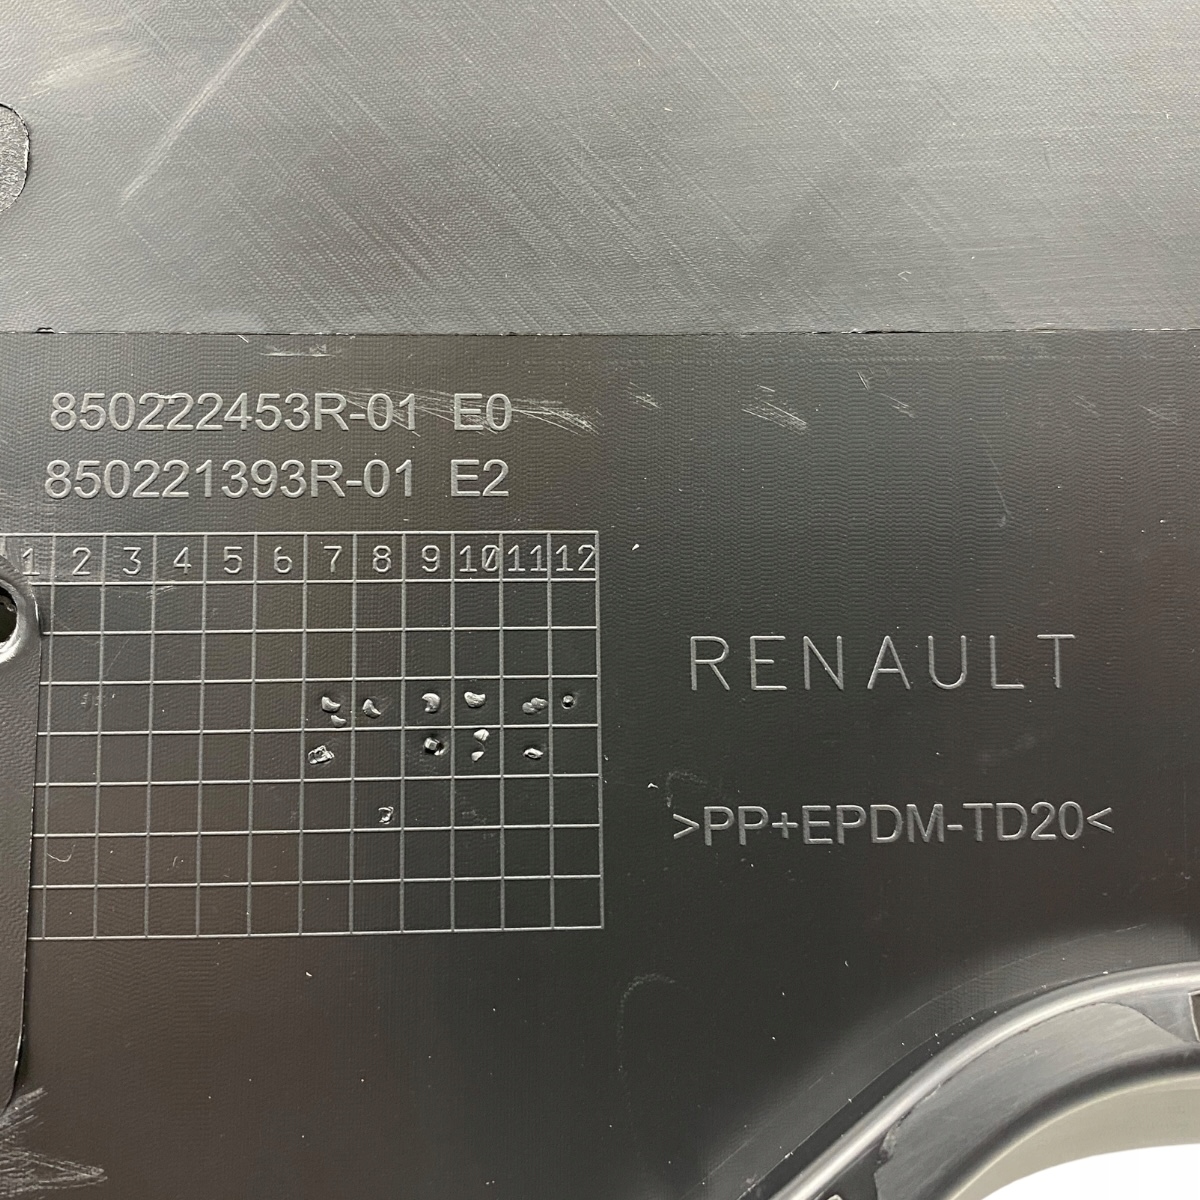 850222453R-01 E0
850221393R-01 E2
1 2 3 4 5 6 7 8 9 10 11 12
RENAULT
>PP+EPDM-TD20<